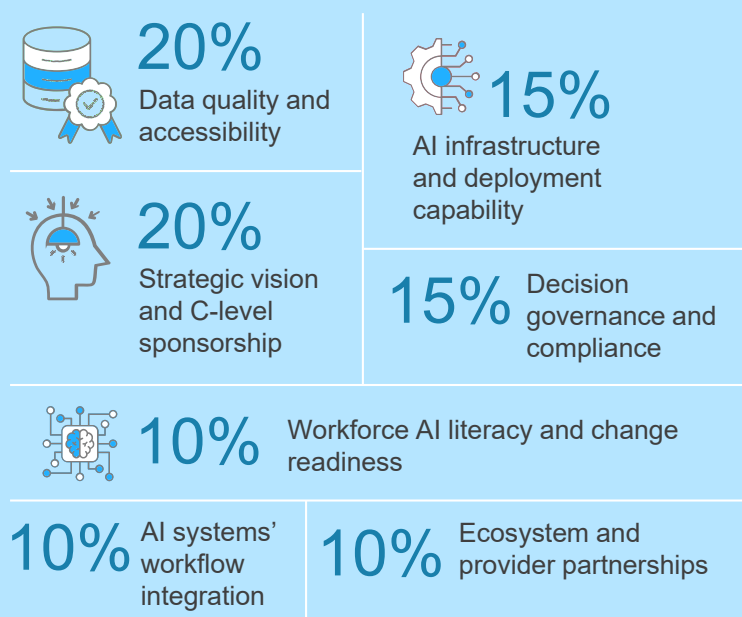 20%
Data quality and
accessibility
15%
AI infrastructure
and deployment
capability
20%
Strategic vision
and C-level
sponsorship
15%
Decision
governance and
compliance
10%
Workforce AI literacy and change
readiness
10%
AI systems’
workflow
integration
10%
Ecosystem and
provider partnerships